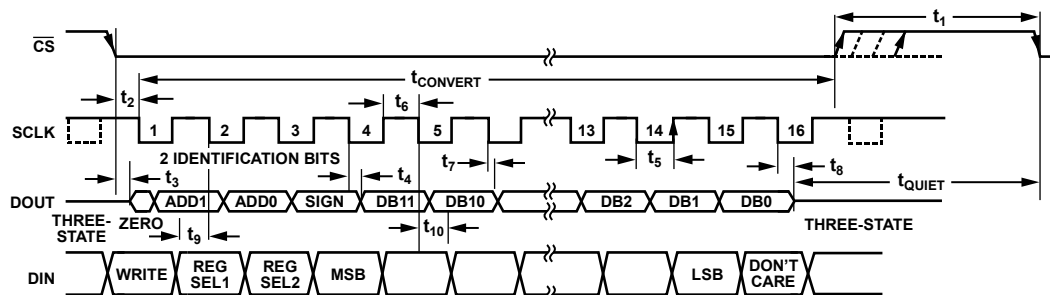 t1
CS
tCONVERT
t2
t6
SCLK
1 2 3 4 5 13 14 15 16
2 IDENTIFICATION BITS
t7
t5
t8
t3
t4
tQUIET
DOUT
ADD1 ADD0 SIGN DB11 DB10 DB2 DB1 DB0
THREE-STATE
ZERO
THREE-STATE
t9
t10
DIN
WRITE
REG SEL1
REG SEL2
MSB
LSB
DON'T CARE